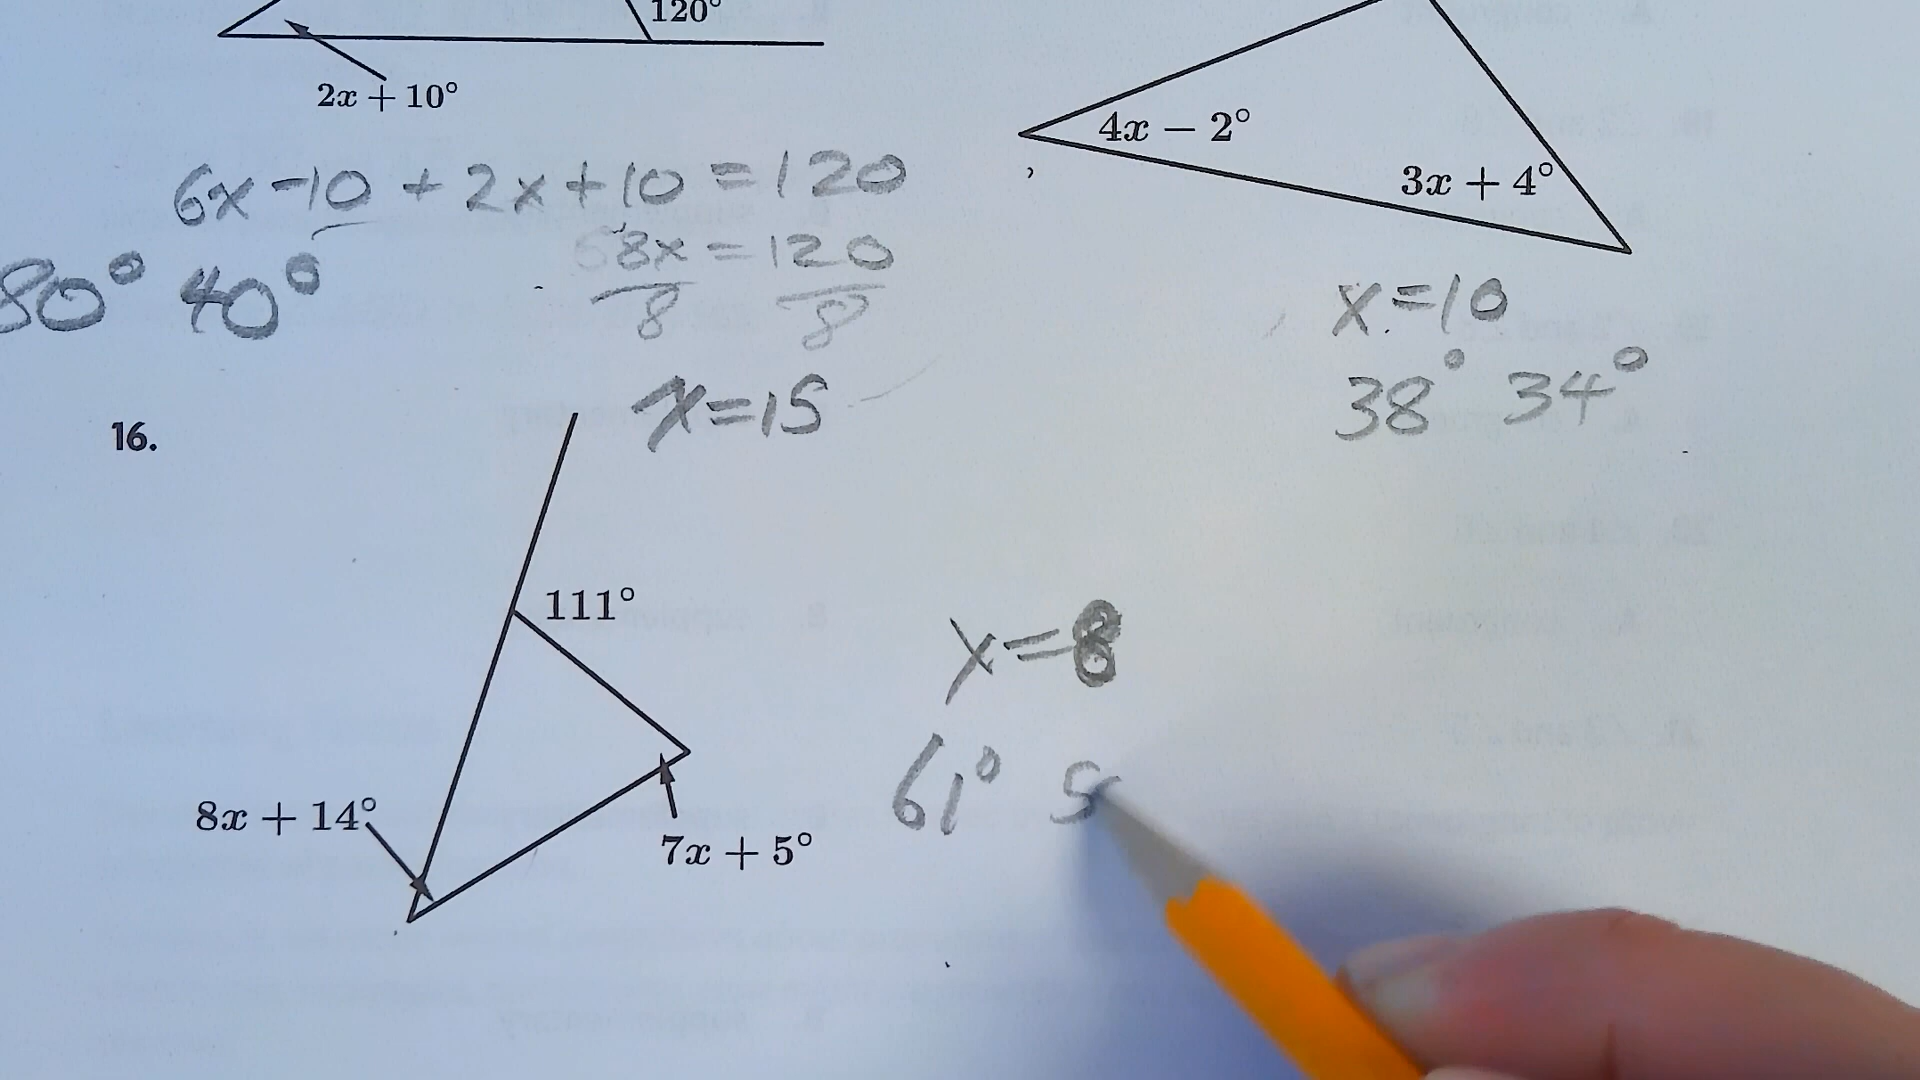 120°
2x + 10°
4x − 2°
3x + 4°
6x-10 + 2x+10 = 120
8x = 120
8 8
80° 40°
x=10
38° 34°
x=15
16.
111°
x=8
61° 5
8x + 14°
7x + 5°